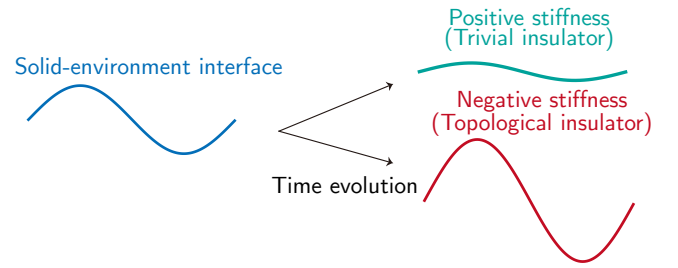 Solid-environment interface
Positive stiffness
(Trivial insulator)
Negative stiffness
(Topological insulator)
Time evolution